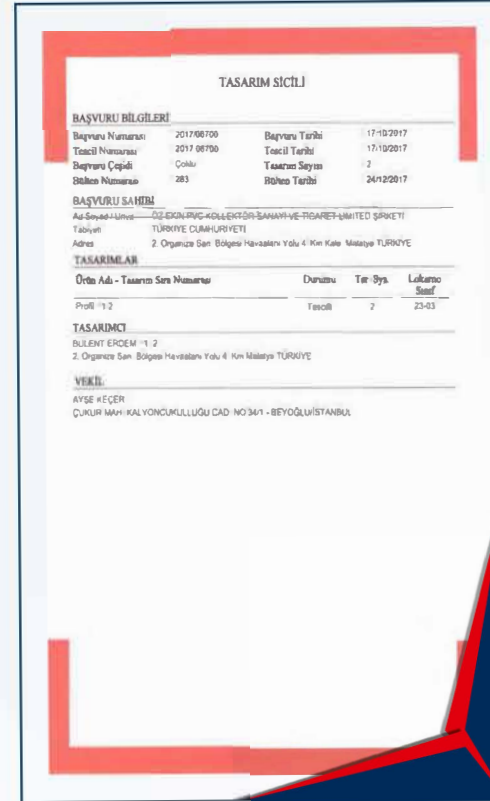 TASARIM SİCİLİ
BAŞVURU BİLGİLERİ
Başvuru Numarası 2017/06700 Başvuru Tarihi 17/10/2017
Tescil Numarası 2017 06700 Tescil Tarihi 17/10/2017
Başvuru Çeşidi Çoklu Tasarım Sayısı 2
Bülten Numarası 283 Bülten Tarihi 24/12/2017
BAŞVURU SAHİBİ
Ad Soyad / Unvan ÖZ EKİN PVC KOLLEKTÖR SANAYİ VE TİCARET LİMİTED ŞİRKETİ
Tabiyeti TÜRKİYE CUMHURİYETİ
Adres 2. Organize San. Bölgesi Havaalanı Yolu 4. Km Kale Malatya TÜRKİYE
TASARIMLAR
Ürün Adı - Tasarım Sıra Numarası Durumu Tar. Sys. Lokarno Sınıf
Profil 1 2 Tescilli 2 23-03
TASARIMCI
BULENT ERDEM 1 2
2. Organize San. Bölgesi Havaalanı Yolu 4. Km Malatya TÜRKİYE
VEKİL
AYŞE KEÇER
ÇUKUR MAH. KALYONCUKULLUĞU CAD. NO:34/1 - BEYOĞLU/İSTANBUL